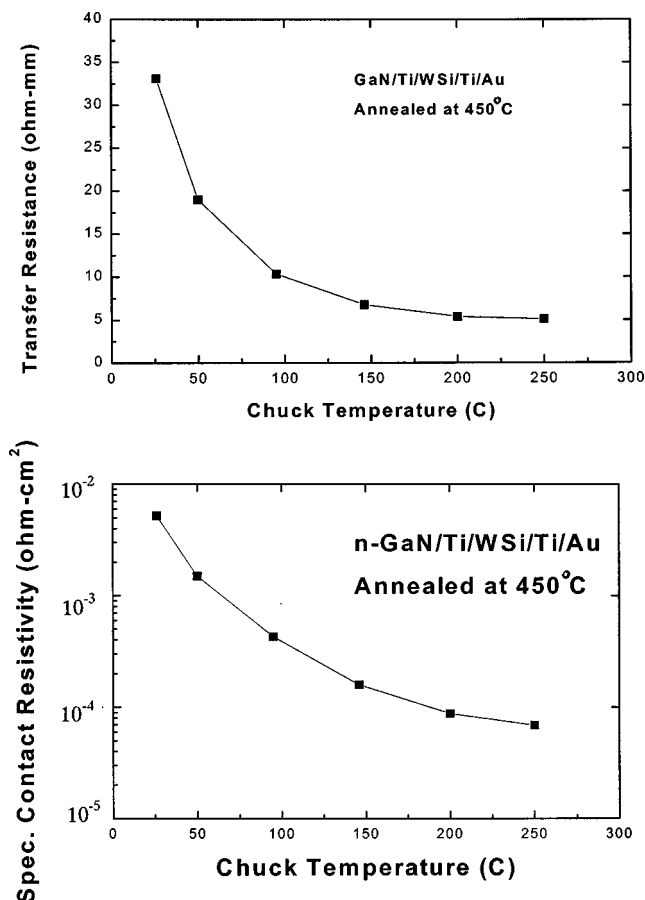 40
35
30
25
20
15
10
5
0
Transfer Resistance (ohm-mm)
GaN/Ti/WSi/Ti/Au
Annealed at 450°C
0 50 100 150 200 250 300
Chuck Temperature (C)
Spec. Contact Resistivity (ohm-cm²)
10⁻²
10⁻³
10⁻⁴
10⁻⁵
n-GaN/Ti/WSi/Ti/Au
Annealed at 450°C
0 50 100 150 200 250 300
Chuck Temperature (C)